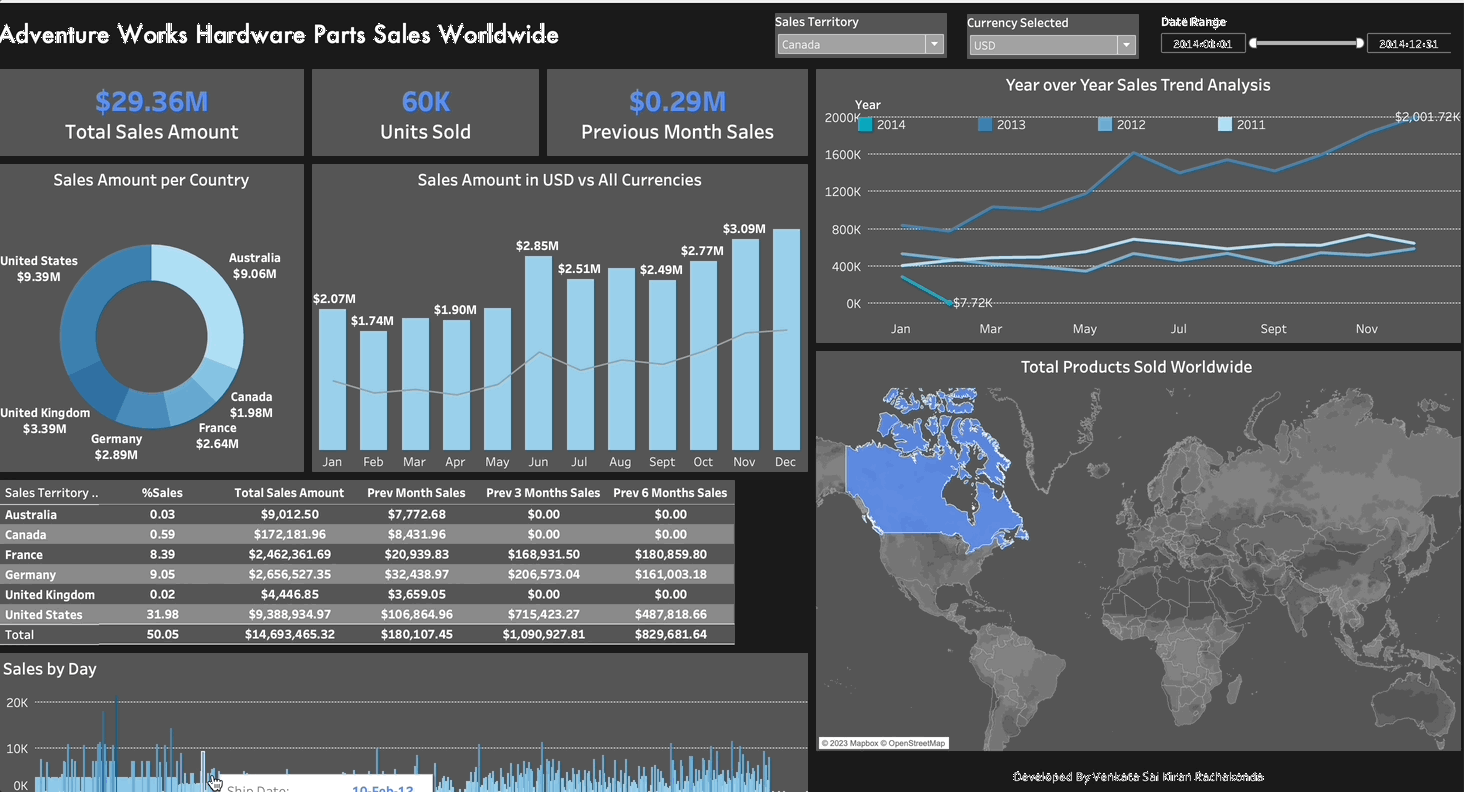 Adventure Works Hardware Parts Sales Worldwide
Sales Territory
Canada
Currency Selected
USD
Date Range
2014-01-01
2014-12-31
$29.36M
Total Sales Amount
60K
Units Sold
$0.29M
Previous Month Sales
Year over Year Sales Trend Analysis
Year
2014 2013 2012 2011
$2,001.72K
2000K
1600K
1200K
800K
400K
0K
$7.72K
Jan Mar May Jul Sept Nov
Sales Amount per Country
United States
$9.39M
Australia
$9.06M
Canada
$1.98M
France
$2.64M
Germany
$2.89M
United Kingdom
$3.39M
Sales Amount in USD vs All Currencies
$2.07M $1.74M $1.90M $2.85M $2.51M $2.49M $2.77M $3.09M
Jan Feb Mar Apr May Jun Jul Aug Sept Oct Nov Dec
Total Products Sold Worldwide
© 2023 Mapbox © OpenStreetMap
Sales Territory .. %Sales Total Sales Amount Prev Month Sales Prev 3 Months Sales Prev 6 Months Sales
Australia 0.03 $9,012.50 $7,772.68 $0.00 $0.00
Canada 0.59 $172,181.96 $8,431.96 $0.00 $0.00
France 8.39 $2,462,361.69 $20,939.83 $168,931.50 $180,859.80
Germany 9.05 $2,656,527.35 $32,438.97 $206,573.04 $161,003.18
United Kingdom 0.02 $4,446.85 $3,659.05 $0.00 $0.00
United States 31.98 $9,388,934.97 $106,864.96 $715,423.27 $487,818.66
Total 50.05 $14,693,465.32 $180,107.45 $1,090,927.81 $829,681.64
Sales by Day
20K
10K
0K
Ship Date: 10-Feb-12
Developed By Venkata Sai Kiran Rachakonda